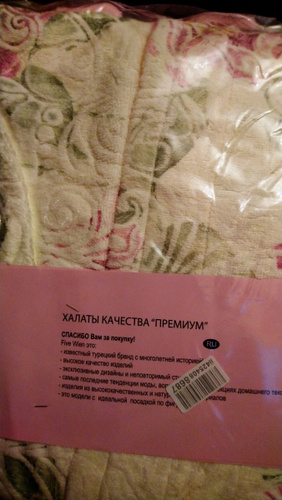 ХАЛАТЫ КАЧЕСТВА "ПРЕМИУМ"
СПАСИБО Вам за покупку!
RU
Five Wien это:
- известный турецкий бренд с многолетней историей
- высокое качество изделий
- эксклюзивные дизайны и неповторимый
- самые последние тенденции моды, домашнего
- изделия из высококачественных и
- это модели с идеальной посадкой по